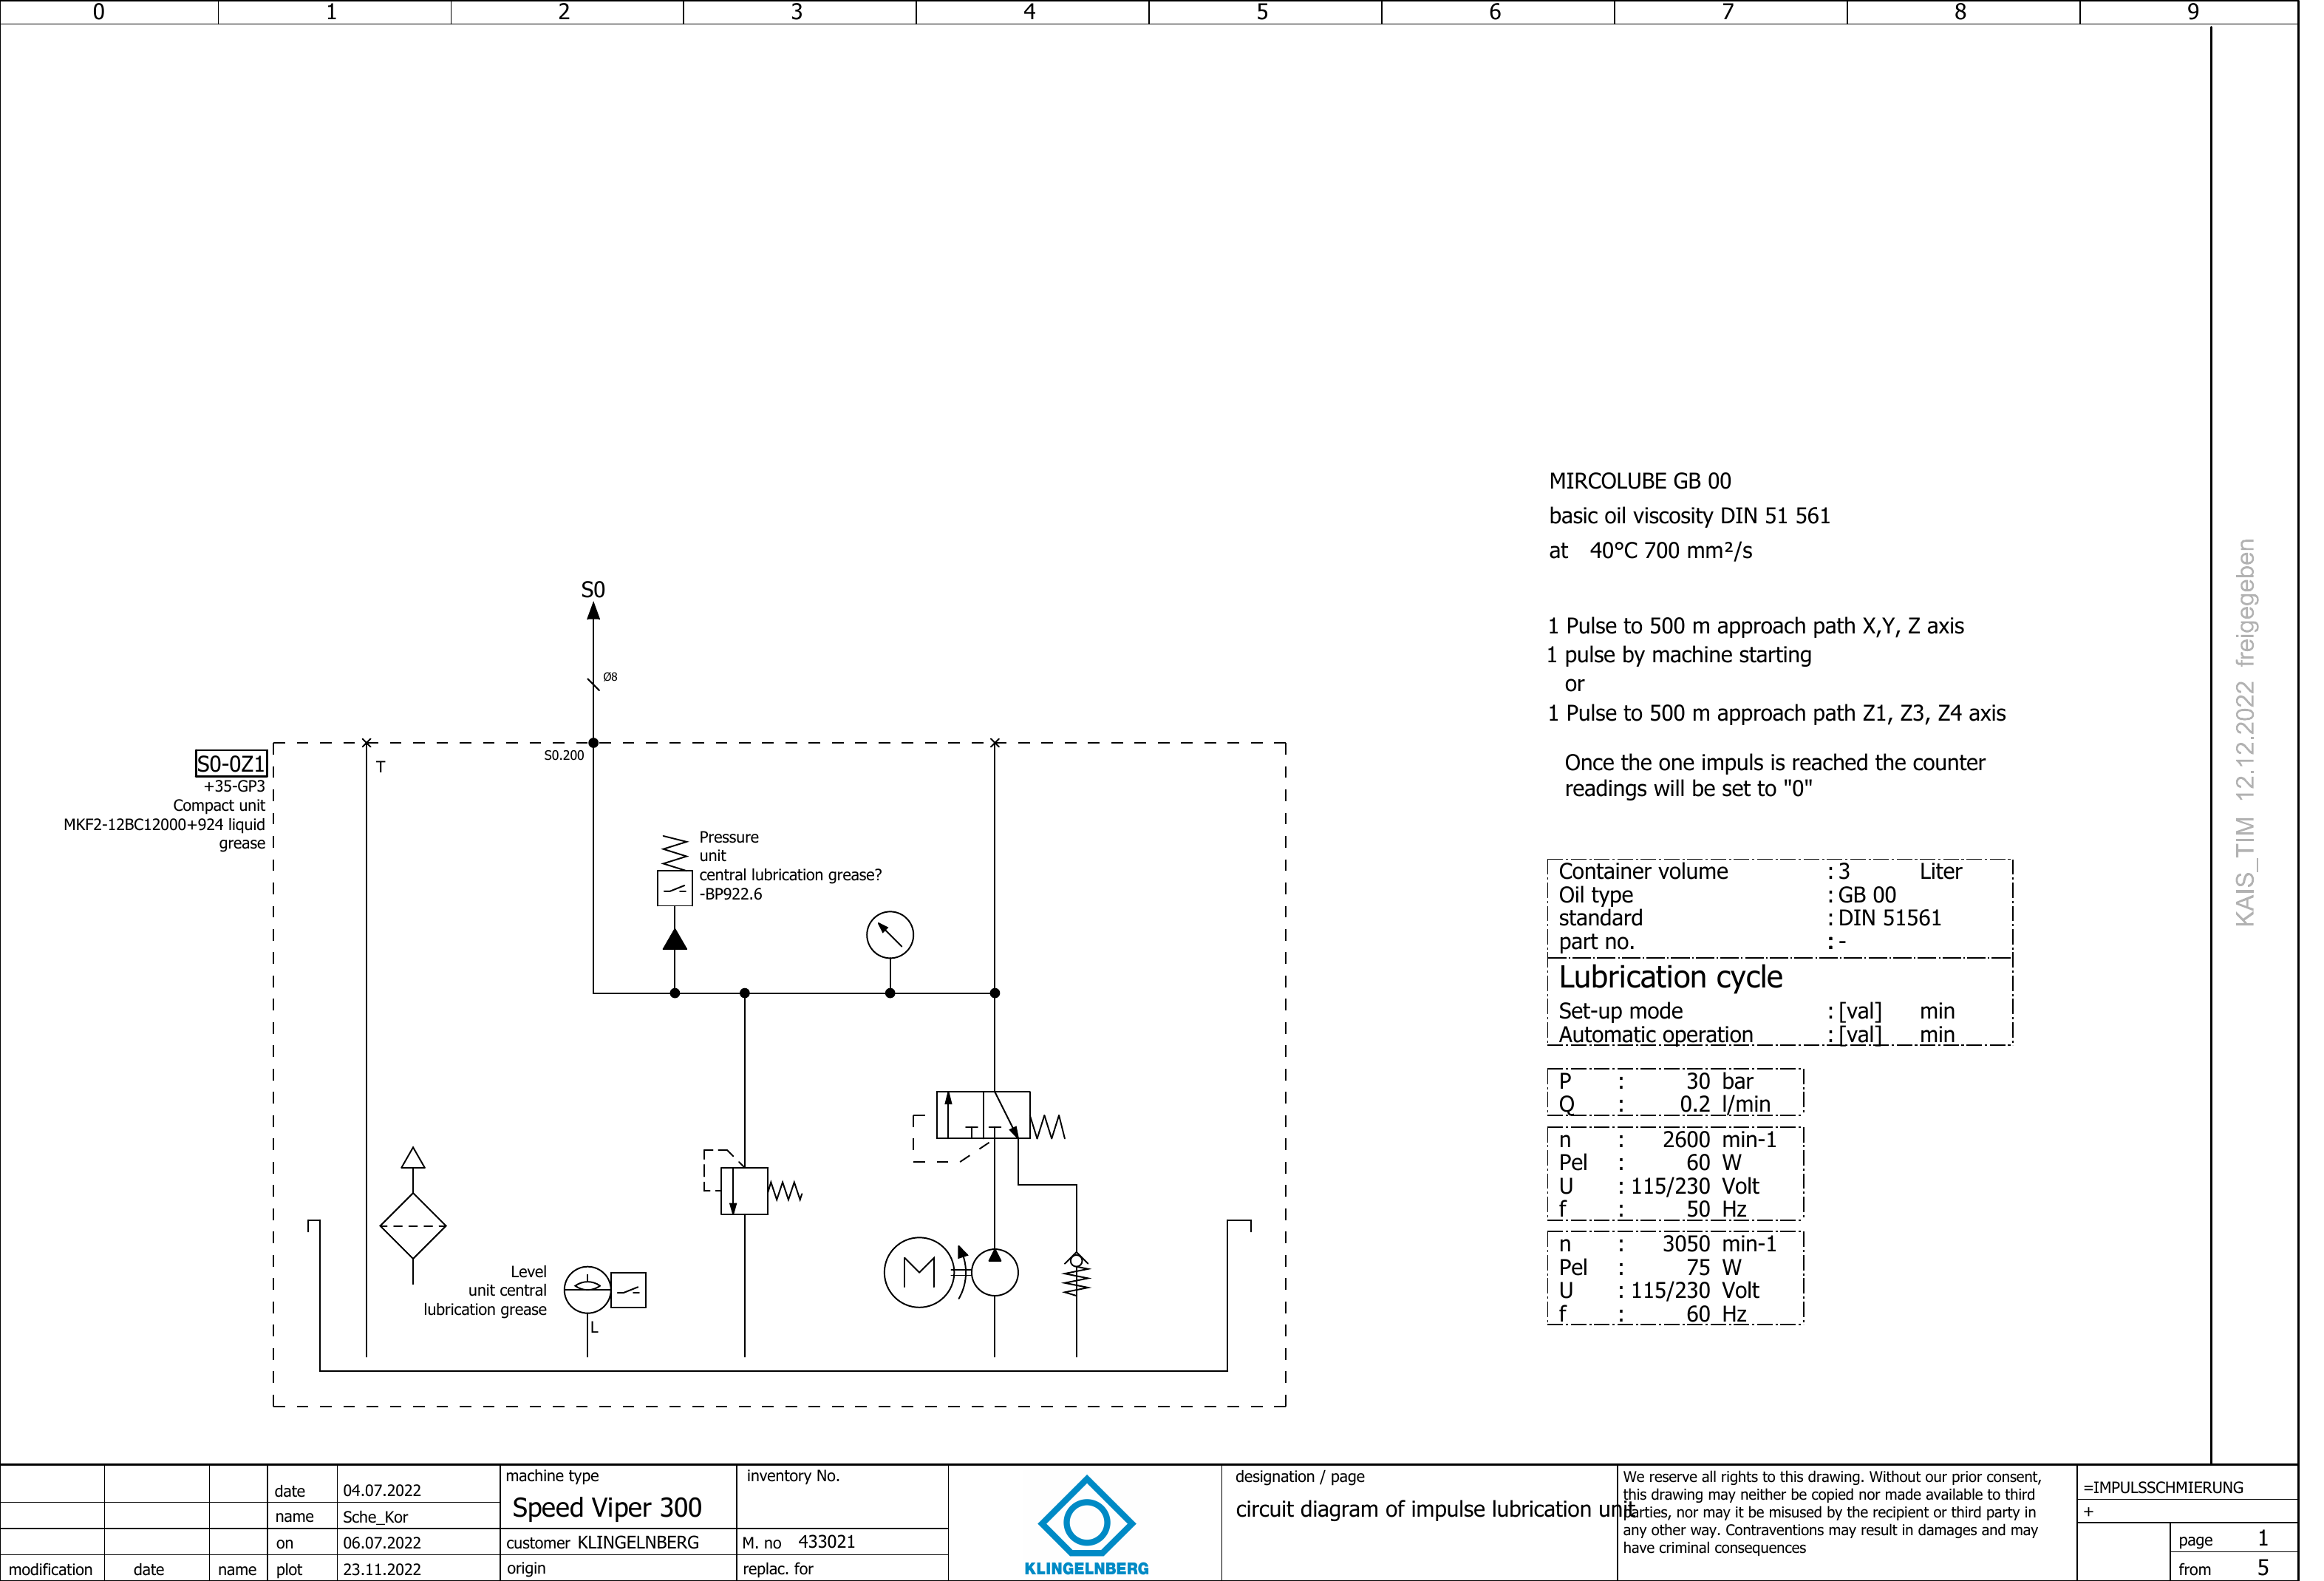 0 1 2 3 4 5 6 7 8 9
MIRCOLUBE GB 00
basic oil viscosity DIN 51 561
at 40°C 700 mm²/s
1 Pulse to 500 m approach path X,Y, Z axis
1 pulse by machine starting
or
1 Pulse to 500 m approach path Z1, Z3, Z4 axis
Once the one impuls is reached the counter
readings will be set to "0"
S0
Ø8
S0.200
T
S0-0Z1
+35-GP3
Compact unit
MKF2-12BC12000+924 liquid
grease
Pressure
unit
central lubrication grease?
-BP922.6
Level
unit central
lubrication grease
L
M
Container volume : 3 Liter
Oil type : GB 00
standard : DIN 51561
part no. : -
Lubrication cycle
Set-up mode : [val] min
Automatic operation : [val] min
P : 30 bar
Q : 0.2 l/min
n : 2600 min-1
Pel : 60 W
U : 115/230 Volt
f : 50 Hz
n : 3050 min-1
Pel : 75 W
U : 115/230 Volt
f : 60 Hz
KAIS_TIM 12.12.2022 freigegeben
modification date name
date 04.07.2022
name Sche_Kor
on 06.07.2022
plot 23.11.2022
machine type
Speed Viper 300
customer KLINGELNBERG
origin
inventory No.
M. no 433021
replac. for
KLINGELNBERG
designation / page
circuit diagram of impulse lubrication unit
We reserve all rights to this drawing. Without our prior consent,
this drawing may neither be copied nor made available to third
parties, nor may it be misused by the recipient or third party in
any other way. Contraventions may result in damages and may
have criminal consequences
=IMPULSSCHMIERUNG
+
page 1
from 5